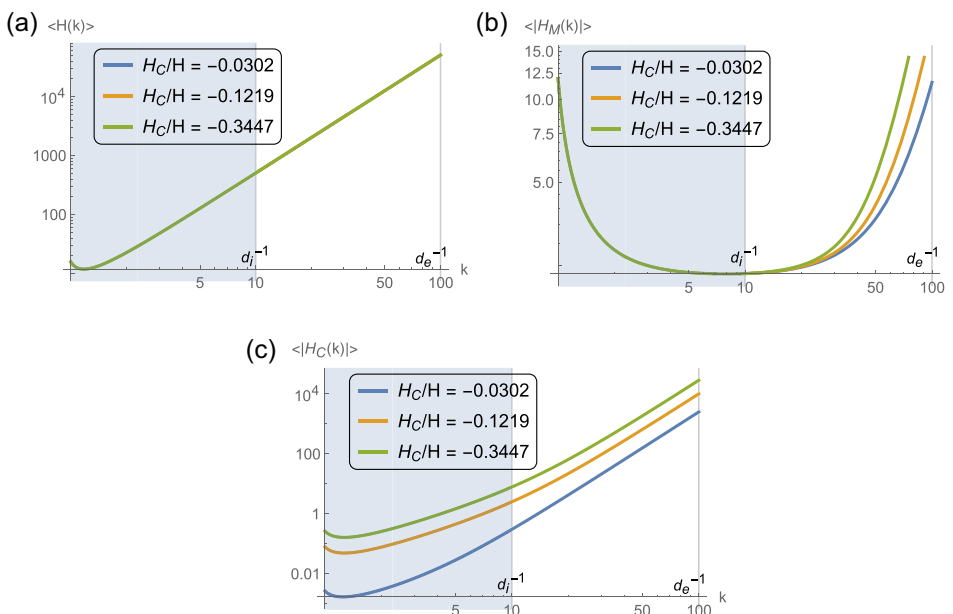 (a) <H(k)>
H_C/H = −0.0302
H_C/H = −0.1219
H_C/H = −0.3447
10^4
1000
100
d_i^−1
d_e^−1
k
5 10 50 100
(b) <|H_M(k)|>
H_C/H = −0.0302
H_C/H = −0.1219
H_C/H = −0.3447
15.0
12.5
10.0
7.5
5.0
d_i^−1
d_e^−1
k
5 10 50 100
(c) <|H_C(k)|>
H_C/H = −0.0302
H_C/H = −0.1219
H_C/H = −0.3447
10^4
100
1
0.01
d_i^−1
d_e^−1
k
5 10 50 100